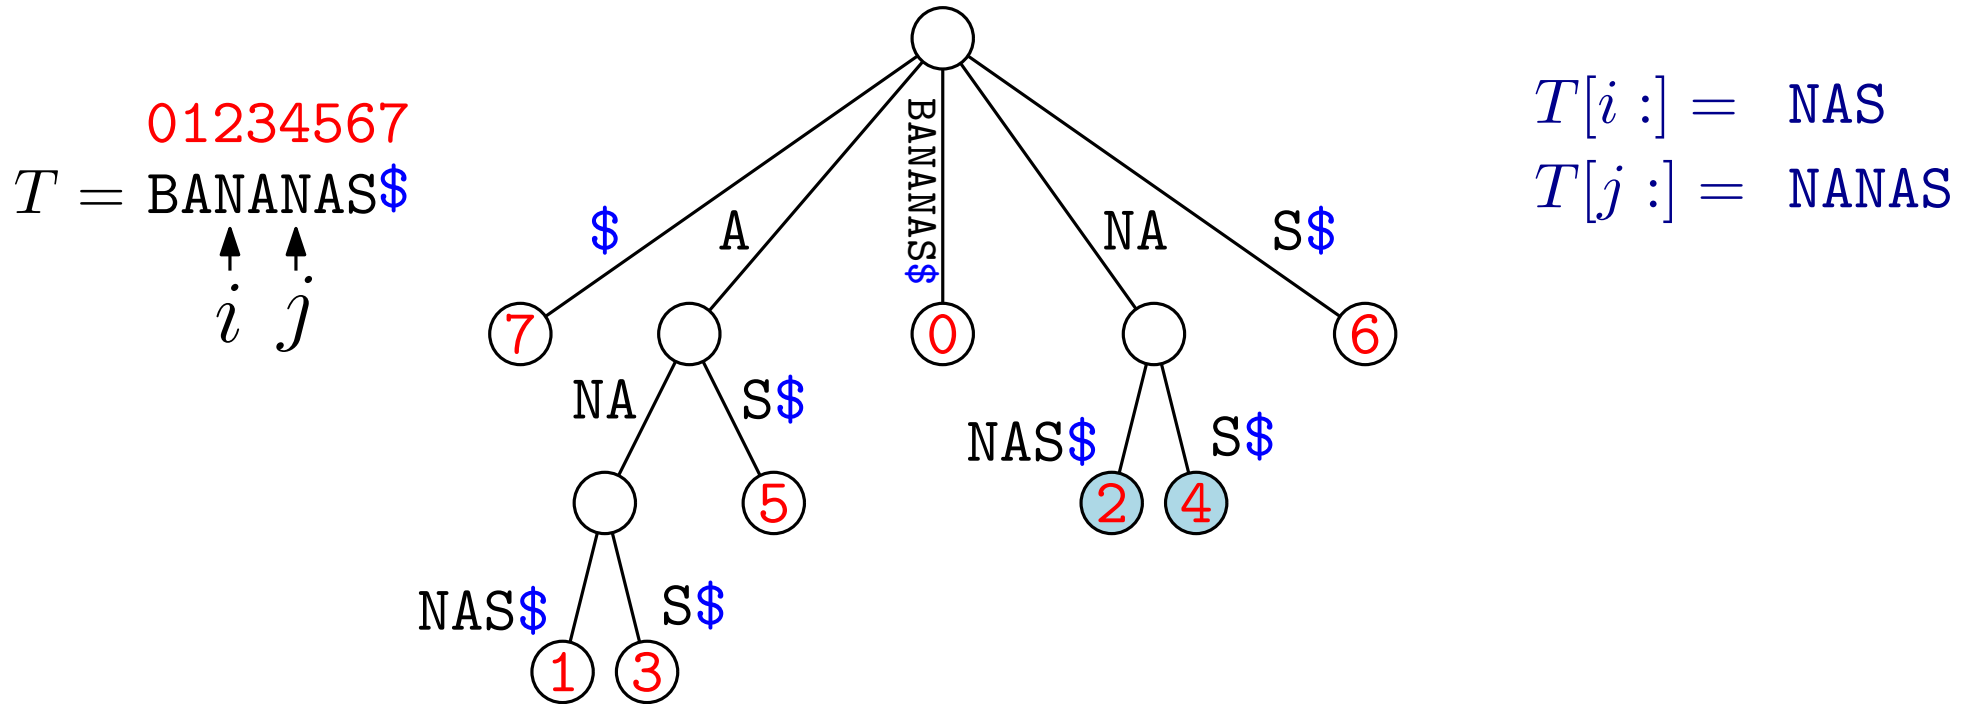 01234567
T = BANANAS$
i j
$
A
BANANAS$
NA
S$
7
0
6
NA
S$
NAS$
S$
5
2
4
NAS$
S$
1
3
T[i :] = NAS
T[j :] = NANAS